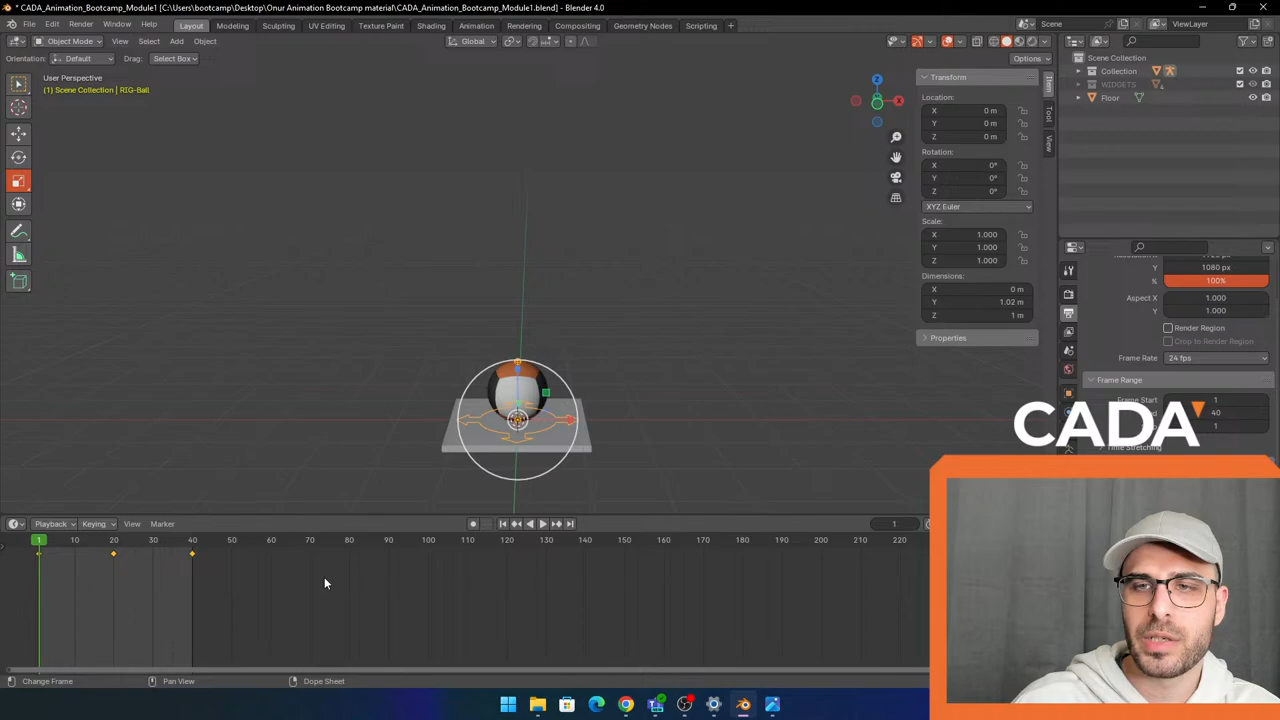 * CADA_Animation_Bootcamp_Module1 [C:\Users\bootcamp\Desktop\Onur Animation Bootcamp material\CADA_Animation_Bootcamp_Module1.blend] - Blender 4.0
File Edit Render Window Help Layout Modeling Sculpting UV Editing Texture Paint Shading Animation Rendering Compositing Geometry Nodes Scripting + Scene ViewLayer
Object Mode View Select Add Object Global
Orientation: Default Drag: Select Box Options
User Perspective
(1) Scene Collection | RIG-Ball
Z
X
Transform
Location:
X 0 m
Y 0 m
Z 0 m
Rotation:
X 0°
Y 0°
Z 0°
XYZ Euler
Scale:
X 1.000
Y 1.000
Z 1.000
Dimensions:
X 0 m
Y 1.02 m
Z 1 m
Properties
Item
Tool
View
Scene Collection
Collection
WIDGETS
Floor
Y 1080 px
% 100%
Aspect X 1.000
Y 1.000
Render Region
Crop to Render Region
Frame Rate 24 fps
Frame Range
Frame Start 1
40
1
Time Stretching
CADA
Playback Keying View Marker 1
1 10 20 30 40 50 60 70 80 90 100 110 120 130 140 150 160 170 180 190 200 210 220
Change Frame Pan View Dope Sheet